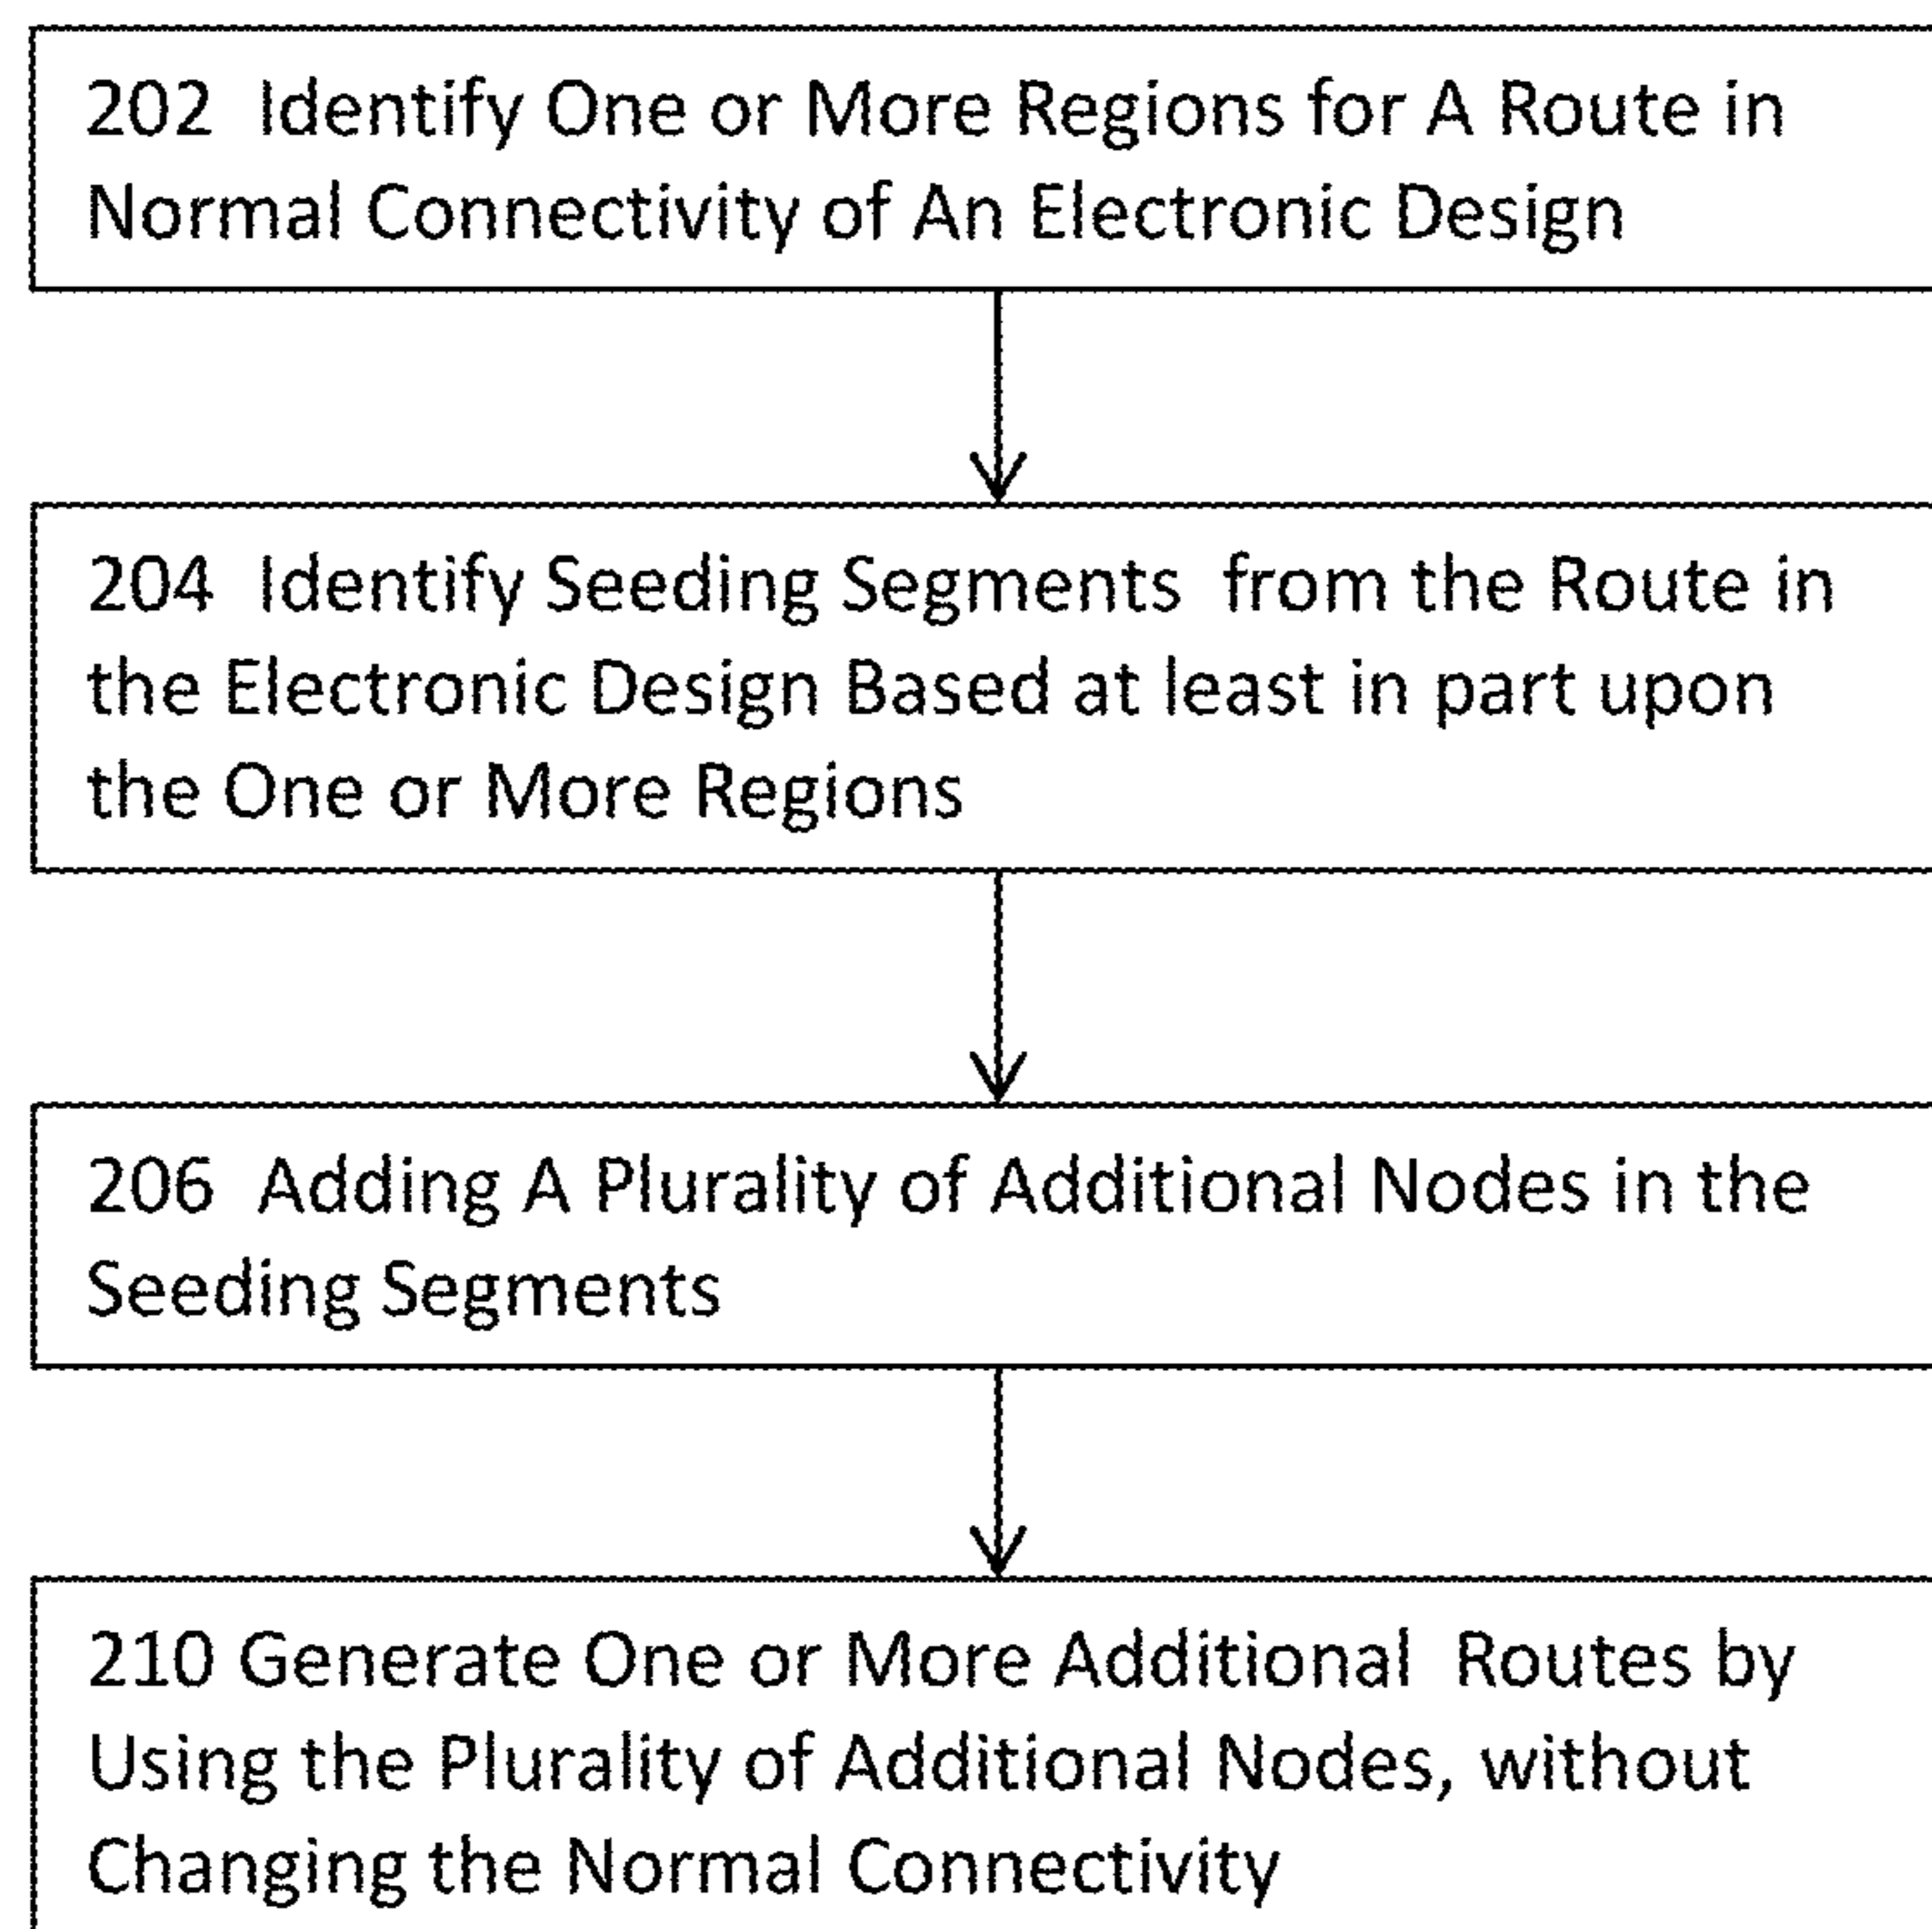 202 Identify One or More Regions for A Route in
Normal Connectivity of An Electronic Design
204 Identify Seeding Segments from the Route in
the Electronic Design Based at least in part upon
the One or More Regions
206 Adding A Plurality of Additional Nodes in the
Seeding Segments
210 Generate One or More Additional Routes by
Using the Plurality of Additional Nodes, without
Changing the Normal Connectivity